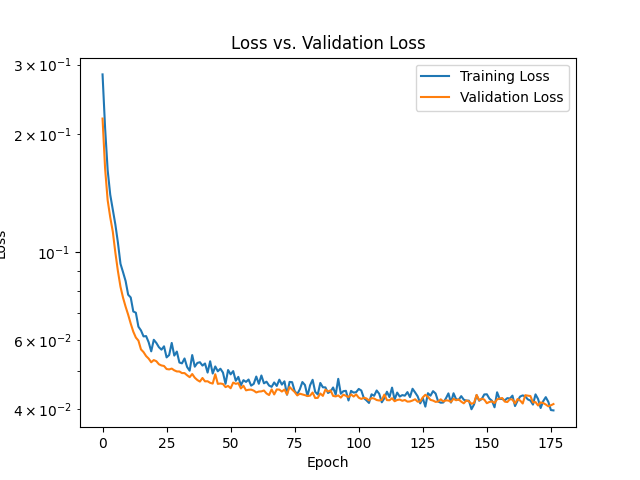 Loss vs. Validation Loss
Training Loss
Validation Loss
3 × 10⁻¹
2 × 10⁻¹
10⁻¹
6 × 10⁻²
4 × 10⁻²
Loss
0 25 50 75 100 125 150 175
Epoch